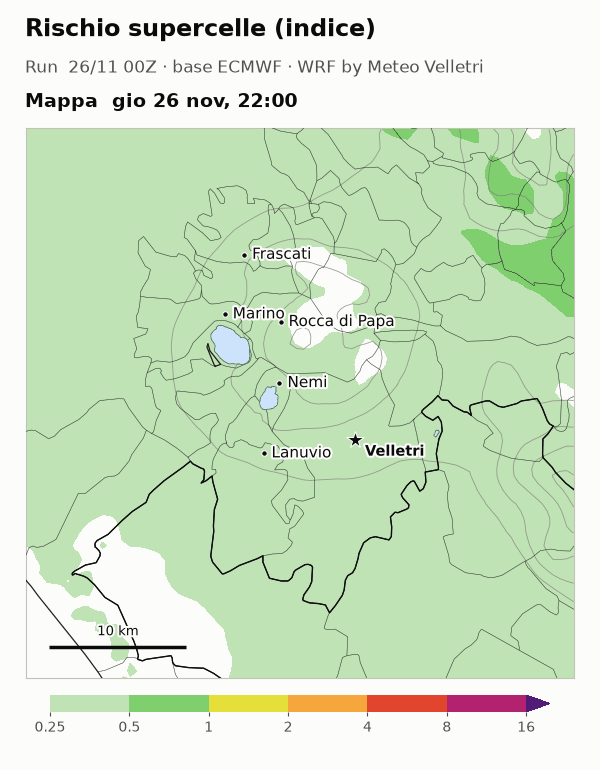 Rischio supercelle (indice)
Run  26/11 00Z · base ECMWF · WRF by Meteo Velletri
Mappa  gio 26 nov, 22:00
Frascati
Marino
Rocca di Papa
Nemi
Velletri
Lanuvio
10 km
0.25 0.5 1 2 4 8 16